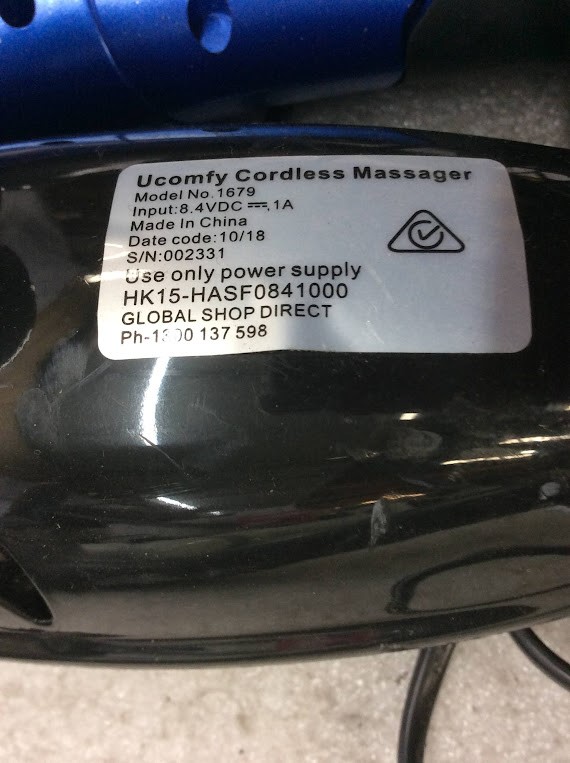 Ucomfy Cordless Massager
Model No.1679
Input:8.4VDC ⎓,1A
Made In China
Date code:10/18
S/N:002331
Use only power supply
HK15-HASF0841000
GLOBAL SHOP DIRECT
Ph-1300 137 598